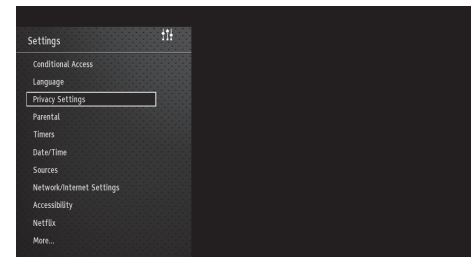 Settings
Conditional Access
Language
Privacy Settings
Parental
Timers
Date/Time
Sources
Network/Internet Settings
Accessibility
Netflix
More...